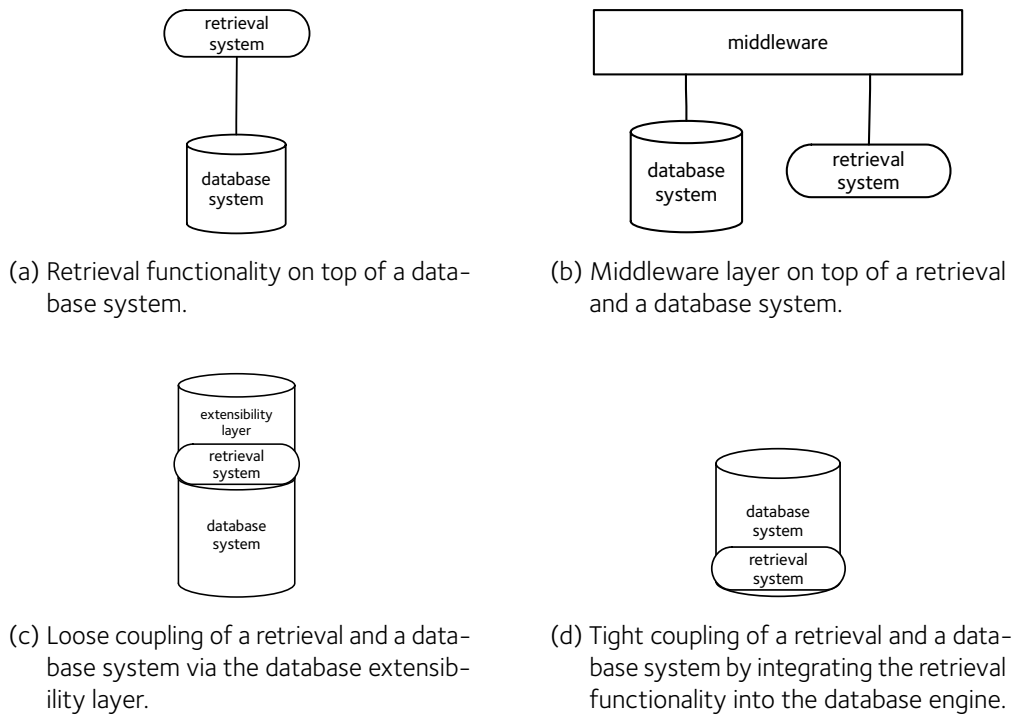 retrieval
system
database
system
(a) Retrieval functionality on top of a data-
base system.
middleware
database
system
retrieval
system
(b) Middleware layer on top of a retrieval
and a database system.
extensibility
layer
retrieval
system
database
system
(c) Loose coupling of a retrieval and a data-
base system via the database extensib-
ility layer.
database
system
retrieval
system
(d) Tight coupling of a retrieval and a data-
base system by integrating the retrieval
functionality into the database engine.